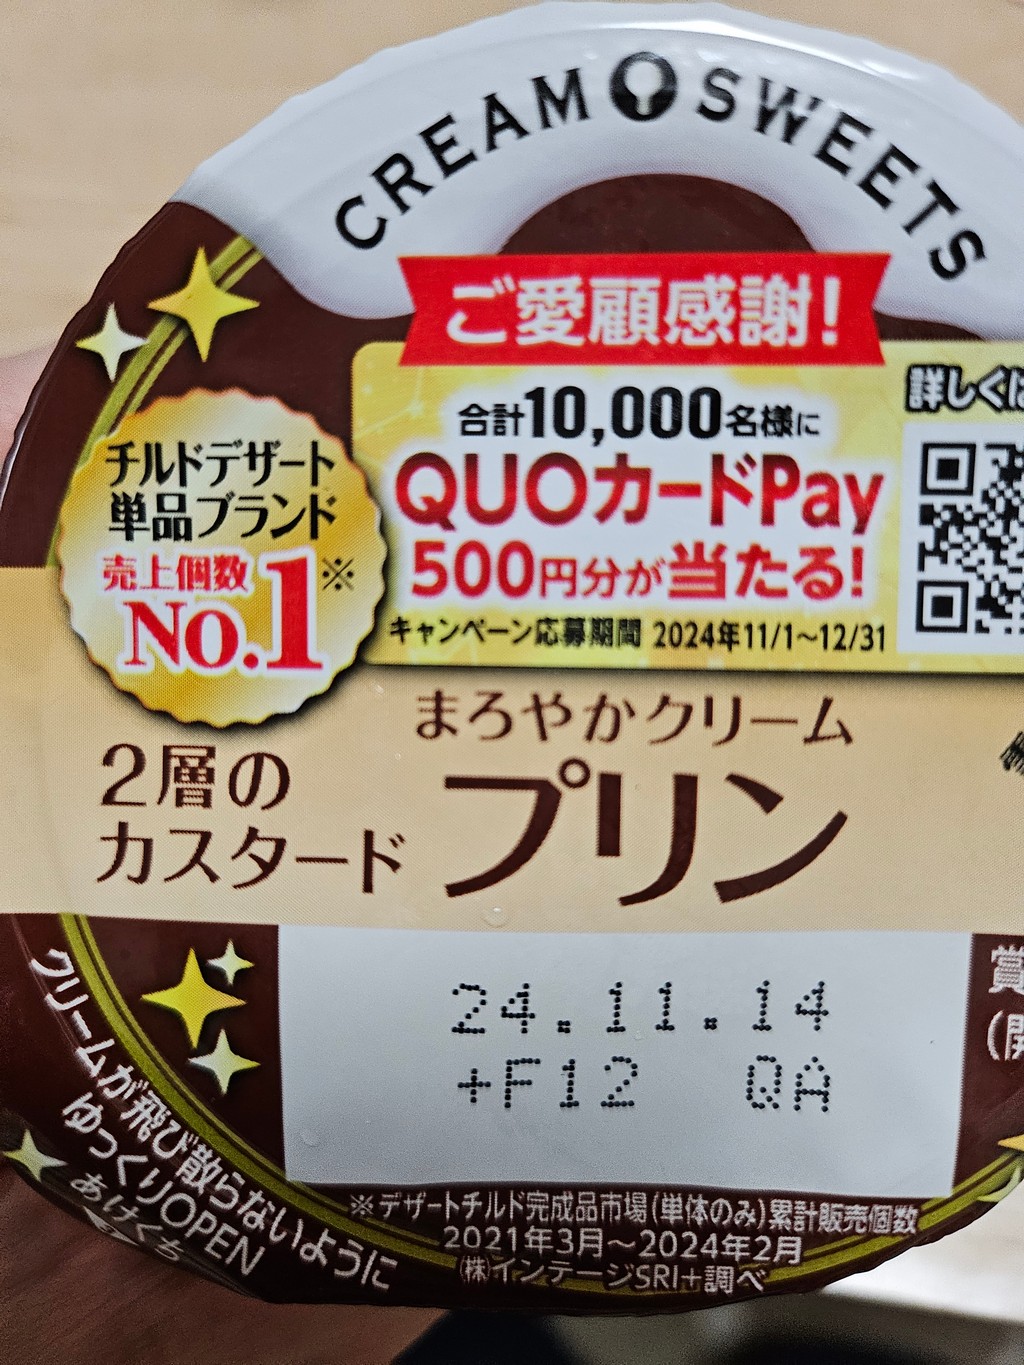 CREAM SWEETS
ご愛顧感謝!
合計10,000名様に
QUOカードPay
500円分が当たる!
キャンペーン応募期間 2024年11/1~12/31
詳しくは
チルドデザート
単品ブランド
売上個数
No.1※
まろやかクリーム
プリン
2層の
カスタード
24.11.14
+F12 QA
賞
(開
クリームが飛び散らないように
ゆっくりOPEN
あけくち
※デザートチルド完成品市場(単体のみ)累計販売個数
2021年3月~2024年2月
㈱インテージSRI+調べ